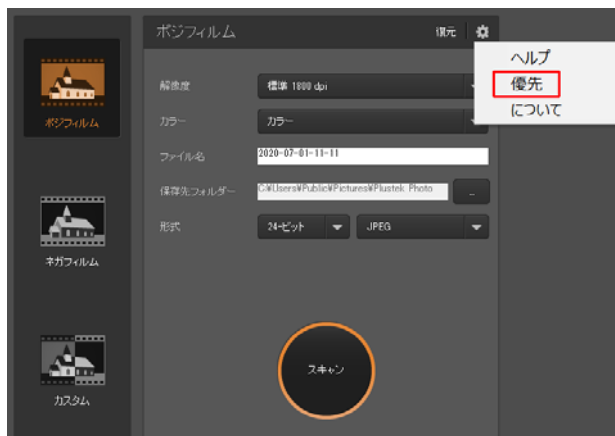 ポジフィルム
復元
ヘルプ
優先
について
解像度
標準 1800 dpi
カラー
カラー
ファイル名
2020-07-01-11-11
保存先フォルダー
C:¥Users¥Public¥Pictures¥Plustek Photo
...
形式
24-ビット
JPEG
スキャン
ポジフィルム
ネガフィルム
カスタム